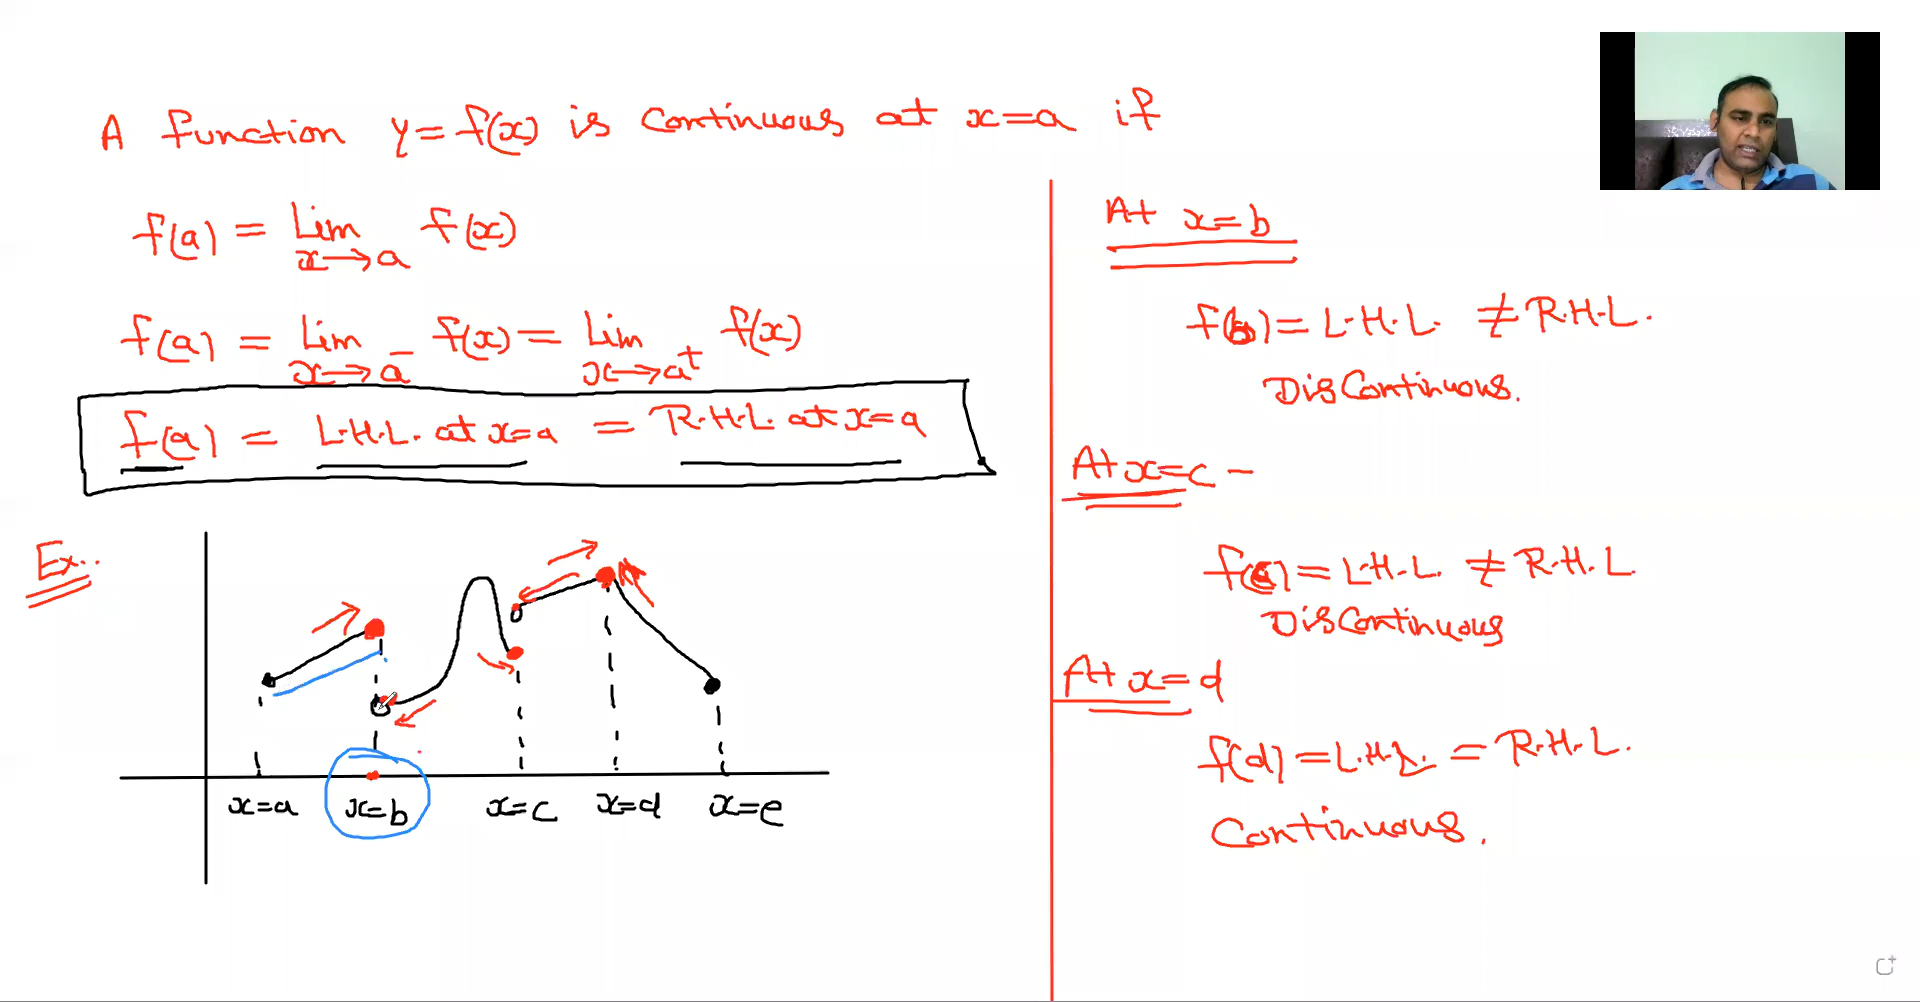 A function y=f(x) is continuous at x=a if
f(a) = Lim x→a f(x)
f(a) = Lim x→a⁻ f(x) = Lim x→a⁺ f(x)
f(a) = L.H.L. at x=a = R.H.L. at x=a
Ex..
x=a x=b x=c x=d x=e
At x=b
f(b) = L.H.L. ≠ R.H.L.
DisContinuous.
At x=c -
f(c) = L.H.L. ≠ R.H.L.
DisContinuous
At x=d
f(d) = L.H.L. = R.H.L.
Continuous.